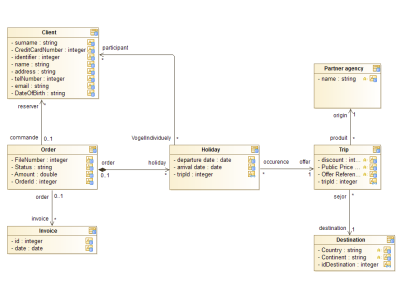 Client
- surname : string
- CreditCardNumber : integer
- identifier : integer
- name : string
- address : string
- telNumber : integer
- email : string
- DateOfBirth : string
participant
*
reserver
commande
0..1
Partner agency
- name : string
origin
1
produit
*
VogelIndividuely
*
Order
- FileNumber : integer
- Status : string
- Amount : double
- OrderId : integer
order
0..1
holiday
*
Holiday
- departure date : date
- arrival date : date
- tripId : integer
occurence
*
offer
1
Trip
- discount : int...
- Public Price ...
- Offer Referen...
- tripId : integer
order
0..1
invoice
*
Invoice
- id : integer
- date : date
sejor
*
destination
1
Destination
- Country : string
- Continent : string
- idDestination : integer